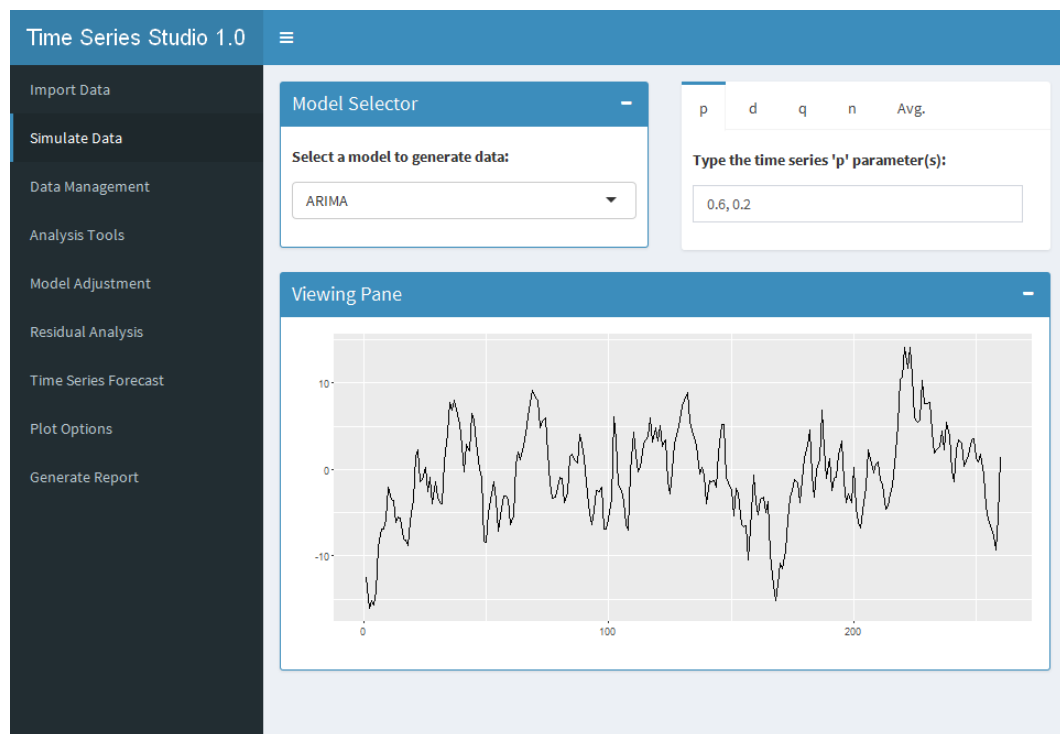 Time Series Studio 1.0
Import Data
Simulate Data
Data Management
Analysis Tools
Model Adjustment
Residual Analysis
Time Series Forecast
Plot Options
Generate Report
Model Selector
Select a model to generate data:
ARIMA
p d q n Avg.
Type the time series 'p' parameter(s):
0.6, 0.2
Viewing Pane
10
0
-10
0 100 200